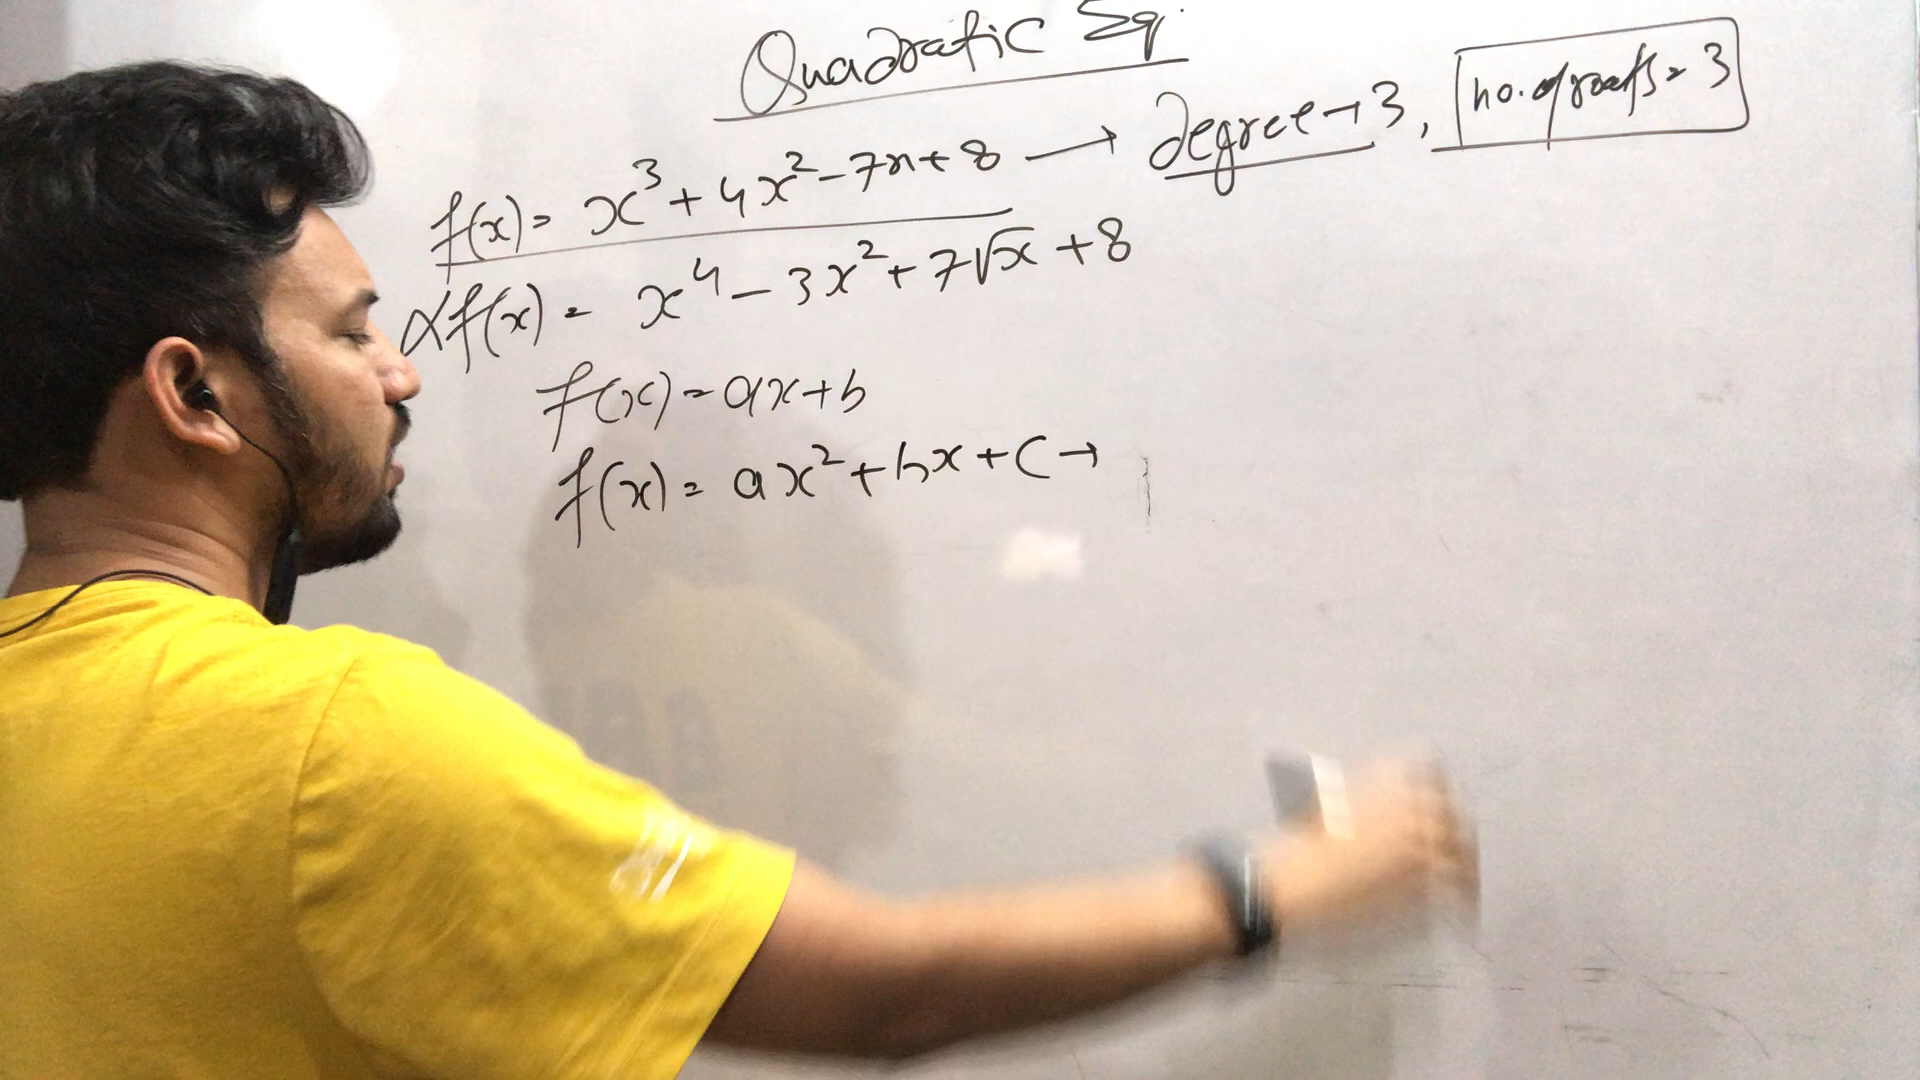 Quadratic Eq.
f(x) = x³ + 4x² - 7x + 8 → degree → 3, no. of roots = 3
αf(x) = x⁴ - 3x² + 7√x + 8
f(x) = ax + b
f(x) = ax² + bx + c →